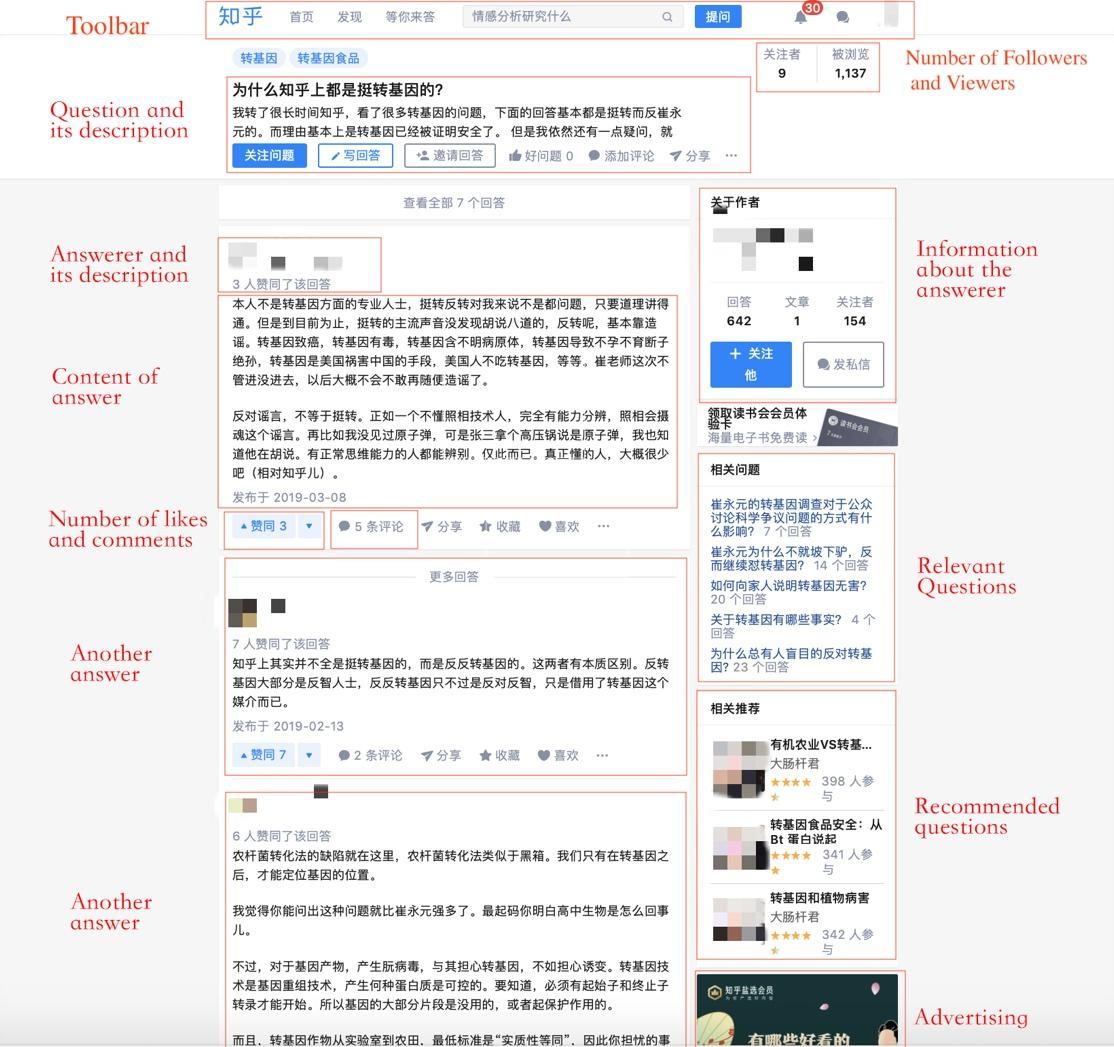 Toolbar
知乎 首页 发现 等你来答 情感分析研究什么 提问 30
转基因 转基因食品
关注者 被浏览
9 1,137
Number of Followers
and Viewers
Question and
its description
为什么知乎上都是挺转基因的?
我转了很长时间知乎，看了很多转基因的问题，下面的回答基本都是挺转而反崔永
元的。而理由基本上是转基因已经被证明安全了。 但是我依然还有一点疑问，就
关注问题 写回答 邀请回答 好问题 0 添加评论 分享 ···
查看全部 7 个回答
Answerer and
its description
3 人赞同了该回答
Content of
answer
本人不是转基因方面的专业人士，挺转反转对我来说不是都问题，只要道理讲得
通。但是到目前为止，挺转的主流声音没发现胡说八道的，反转呢，基本靠造
谣。转基因致癌，转基因有毒，转基因含不明病原体，转基因导致不孕不育断子
绝孙，转基因是美国祸害中国的手段，美国人不吃转基因，等等。崔老师这次不
管进没进去，以后大概不会不敢再随便造谣了。
反对谣言，不等于挺转。正如一个不懂照相技术人，完全有能力分辨，照相会摄
魂这个谣言。再比如我没见过原子弹，可是张三拿个高压锅说是原子弹，我也知
道他在胡说。有正常思维能力的人都能辨别。仅此而已。真正懂的人，大概很少
吧（相对知乎儿）。
发布于 2019-03-08
Number of likes
and comments
赞同 3 5 条评论 分享 收藏 喜欢 ···
更多回答
Another
answer
7 人赞同了该回答
知乎上其实并不全是挺转基因的，而是反反转基因的。这两者有本质区别。反转
基因大部分是反智人士，反反转基因只不过是反对反智，只是借用了转基因这个
媒介而已。
发布于 2019-02-13
赞同 7 2 条评论 分享 收藏 喜欢 ···
Another
answer
6 人赞同了该回答
农杆菌转化法的缺陷就在这里，农杆菌转化法类似于黑箱。我们只有在转基因之
后，才能定位基因的位置。
我觉得你能问出这种问题就比崔永元强多了。最起码你明白高中生物是怎么回事
儿。
不过，对于基因产物，产生朊病毒，与其担心转基因，不如担心诱变。转基因技
术是基因重组技术，产生何种蛋白质是可控的。要知道，必须有起始子和终止子
转录才能开始。所以基因的大部分片段是没用的，或者起保护作用的。
而且，转基因作物从实验室到农田，最低标准是“实质性等同”，因此你担忧的事
关于作者
回答 文章 关注者
642 1 154
+ 关注
他
发私信
Information
about the
answerer
领取读书会会员体
验卡
海量电子书免费读 ›
读书会会员
相关问题
崔永元的转基因调查对于公众
讨论科学争议问题的方式有什
么影响? 7 个回答
崔永元为什么不就坡下驴，反
而继续怼转基因? 14 个回答
如何向家人说明转基因无害?
20 个回答
关于转基因有哪些事实? 4 个
回答
为什么总有人盲目的反对转基
因? 23 个回答
Relevant
Questions
相关推荐
有机农业VS转基...
大肠杆君
398 人参
与
转基因食品安全：从
Bt 蛋白说起
341 人参
与
转基因和植物病害
大肠杆君
342 人参
与
Recommended
questions
知乎盐选会员
有哪些好看的
Advertising